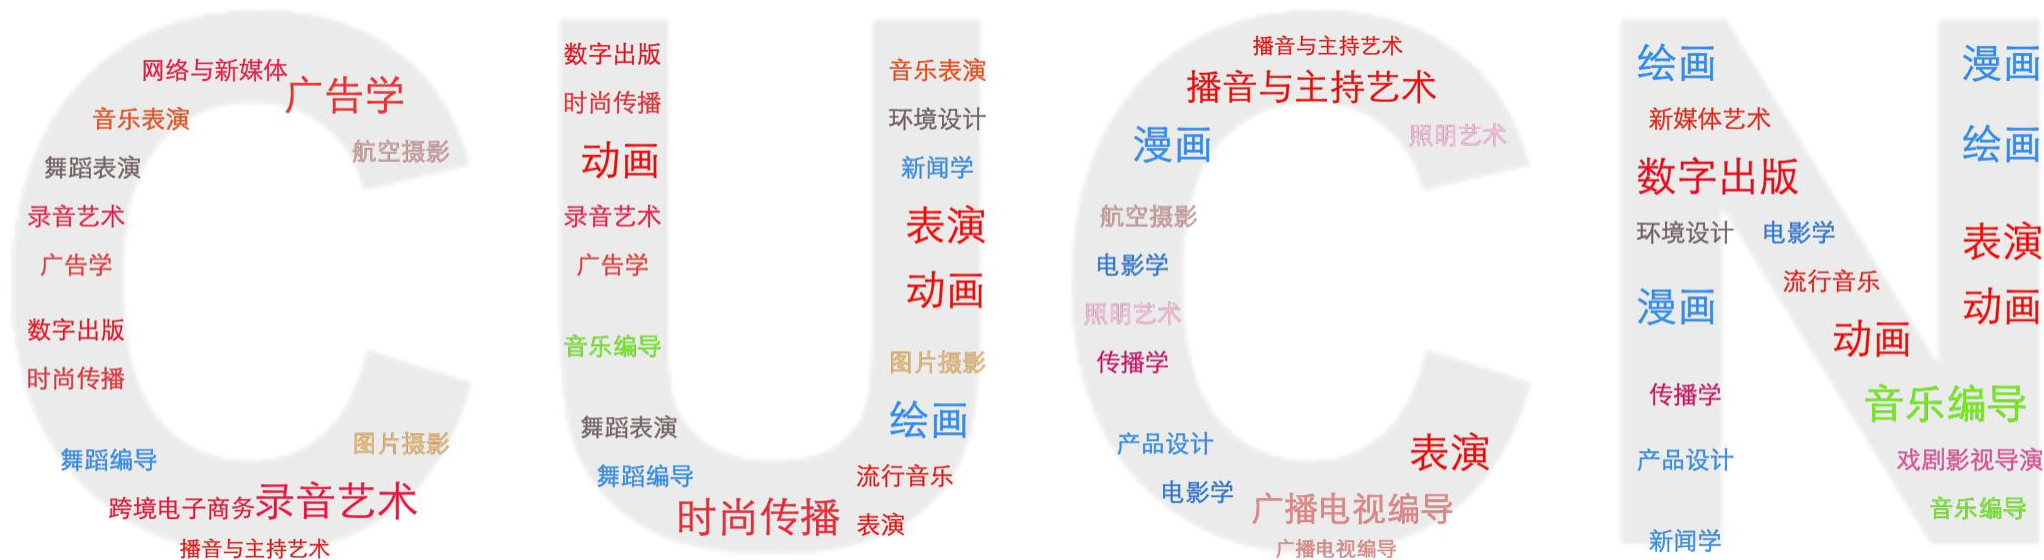 网络与新媒体
广告学
音乐表演
航空摄影
舞蹈表演
录音艺术
广告学
数字出版
时尚传播
图片摄影
舞蹈编导
录音艺术
跨境电子商务
播音与主持艺术
数字出版
音乐表演
时尚传播
环境设计
动画
新闻学
录音艺术
表演
广告学
动画
音乐编导
图片摄影
绘画
舞蹈表演
舞蹈编导
流行音乐
时尚传播
表演
播音与主持艺术
播音与主持艺术
漫画
照明艺术
航空摄影
电影学
照明艺术
传播学
产品设计
表演
电影学
广播电视编导
广播电视编导
绘画
漫画
新媒体艺术
绘画
数字出版
环境设计
电影学
表演
流行音乐
漫画
动画
动画
传播学
音乐编导
产品设计
戏剧影视导演
音乐编导
新闻学